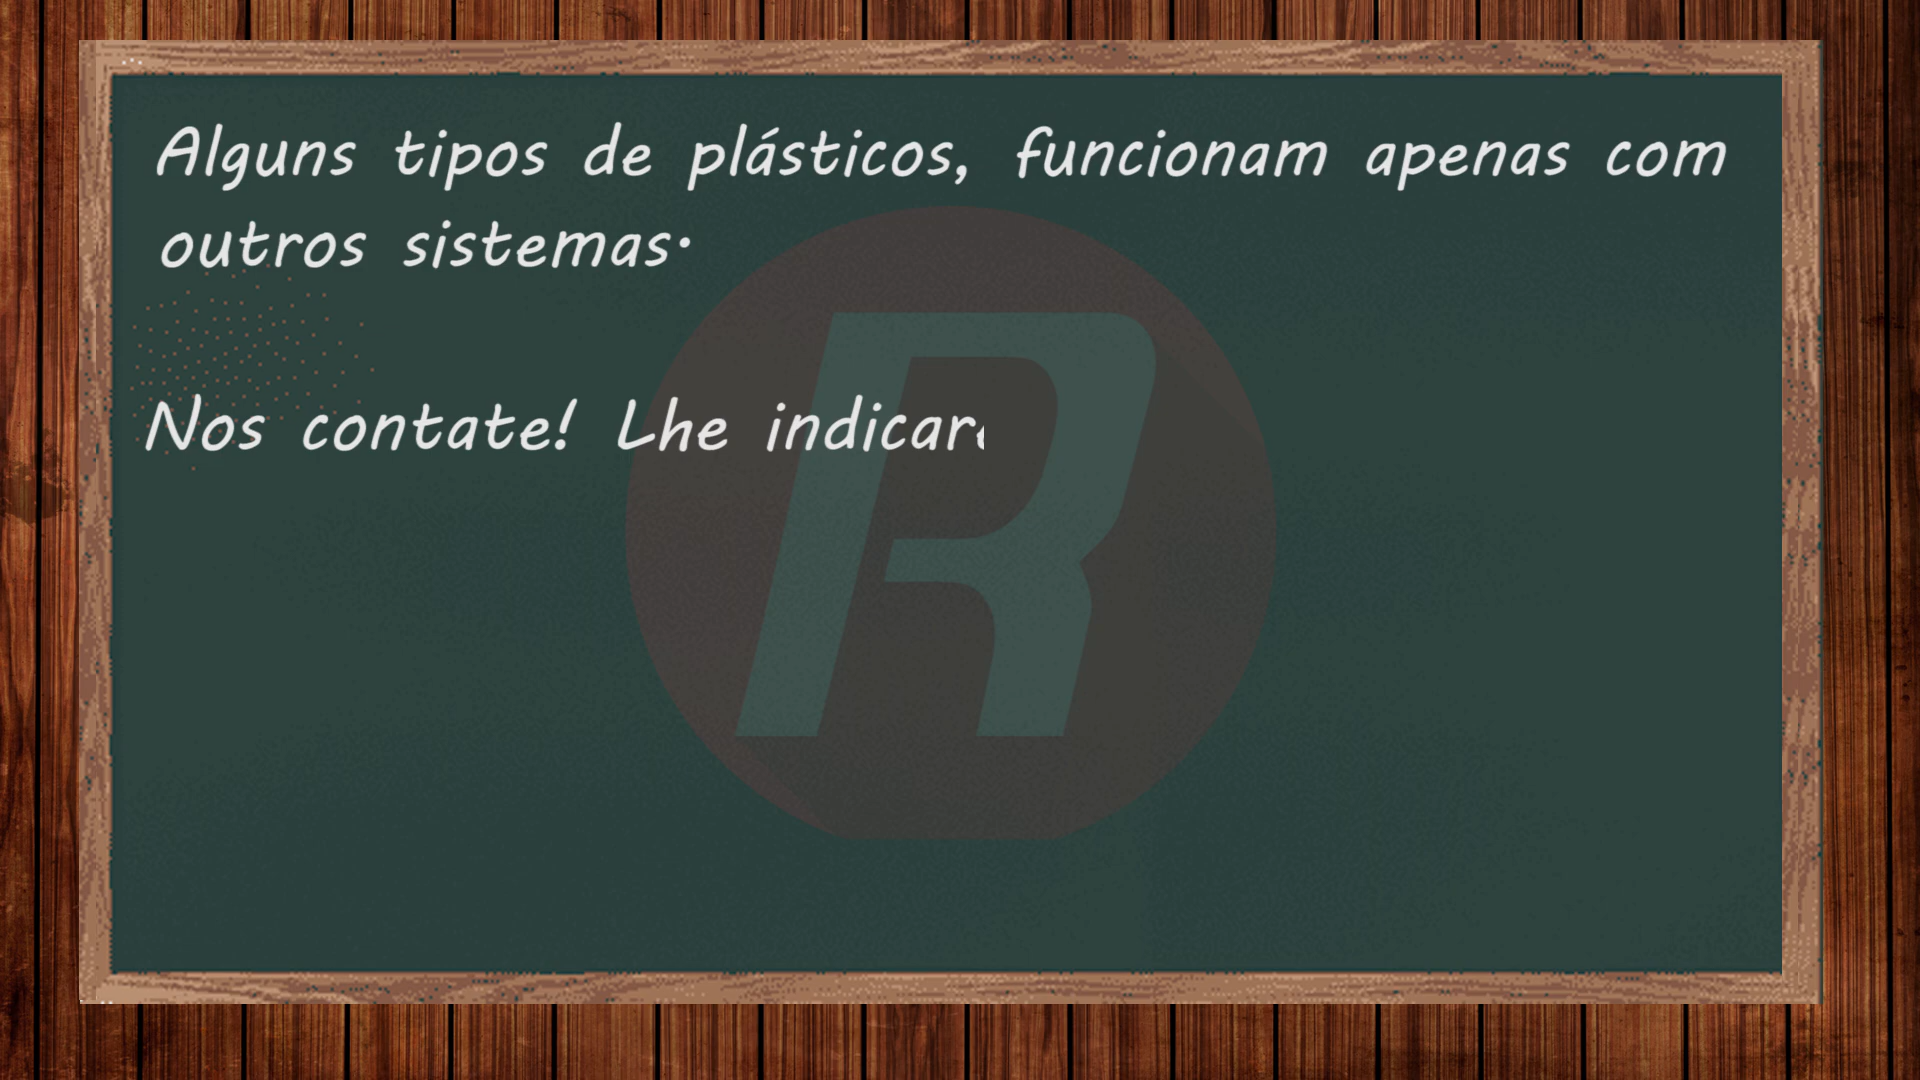 Alguns tipos de plásticos, funcionam apenas com
outros sistemas.
Nos contate! Lhe indicar
R